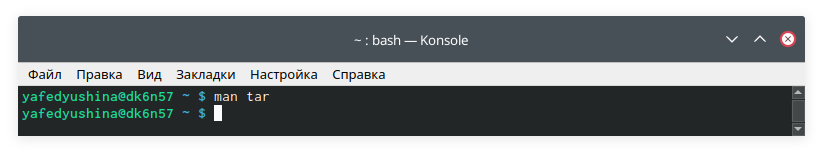 ~ : bash — Konsole
Файл Правка Вид Закладки Настройка Справка
yafedyushina@dk6n57 ~ $ man tar
yafedyushina@dk6n57 ~ $